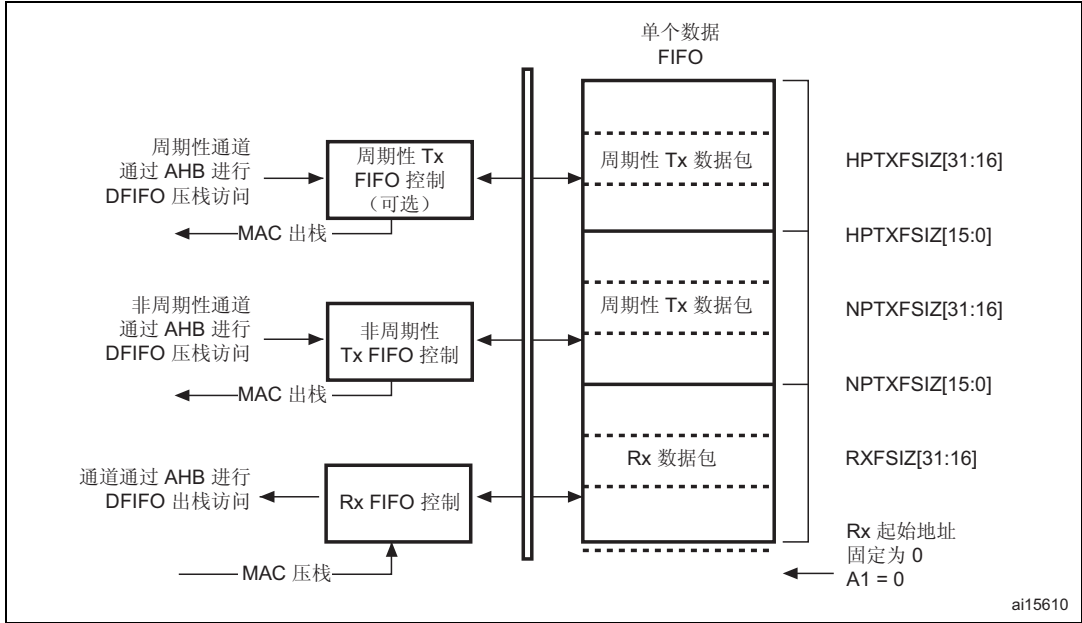 单个数据
FIFO
周期性通道
通过 AHB 进行
DFIFO 压栈访问
周期性 Tx
FIFO 控制
（可选）
MAC 出栈
周期性 Tx 数据包
HPTXFSIZ[31:16]
HPTXFSIZ[15:0]
非周期性通道
通过 AHB 进行
DFIFO 压栈访问
非周期性
Tx FIFO 控制
MAC 出栈
周期性 Tx 数据包
NPTXFSIZ[31:16]
NPTXFSIZ[15:0]
通道通过 AHB 进行
DFIFO 出栈访问
Rx FIFO 控制
MAC 压栈
Rx 数据包
RXFSIZ[31:16]
Rx 起始地址
固定为 0
A1 = 0
ai15610